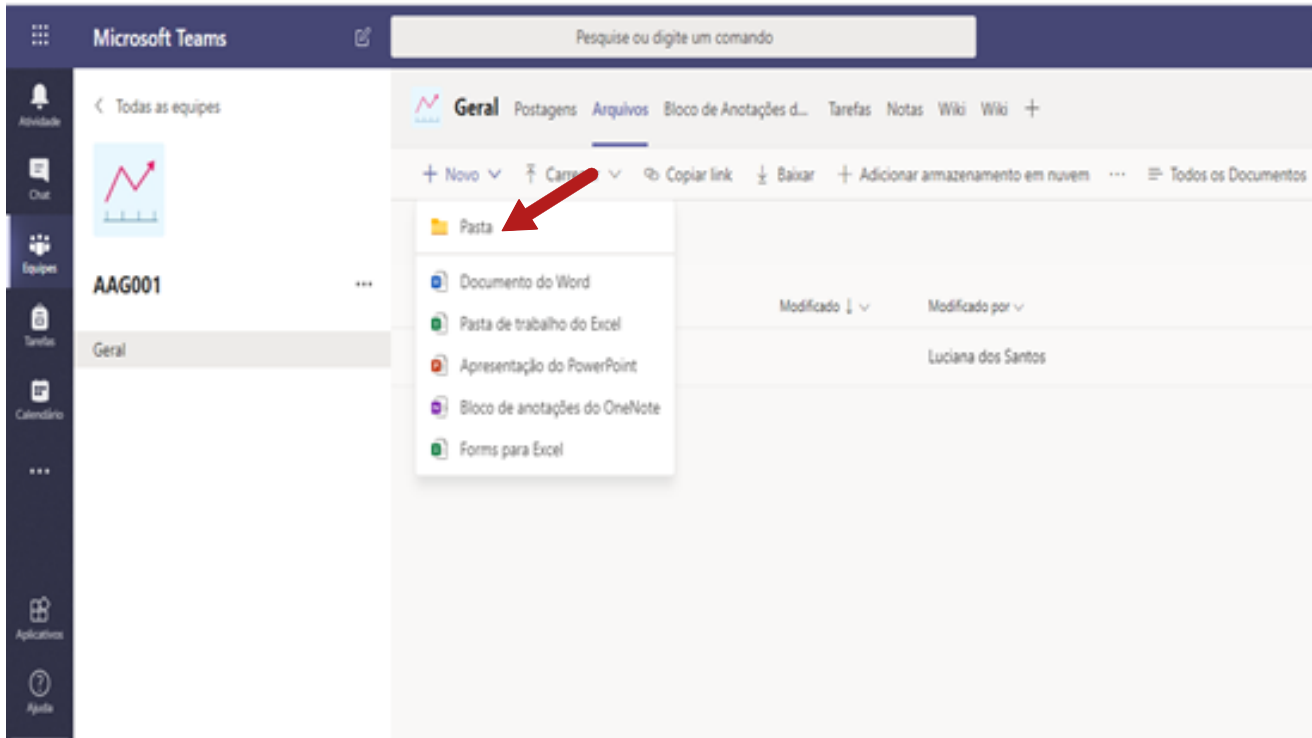 Microsoft Teams
Pesquise ou digite um comando
Atividade
Chat
Equipes
Tarefas
Calendário
Aplicativos
Ajuda
Todas as equipes
AAG001
Geral
Geral Postagens Arquivos Bloco de Anotações d... Tarefas Notas Wiki Wiki +
+ Novo Copiar link Baixar + Adicionar armazenamento em nuvem ... Todos os Documentos
Pasta
Documento do Word
Pasta de trabalho do Excel
Apresentação do PowerPoint
Bloco de anotações do OneNote
Forms para Excel
Modificado ↓ Modificado por
Luciana dos Santos